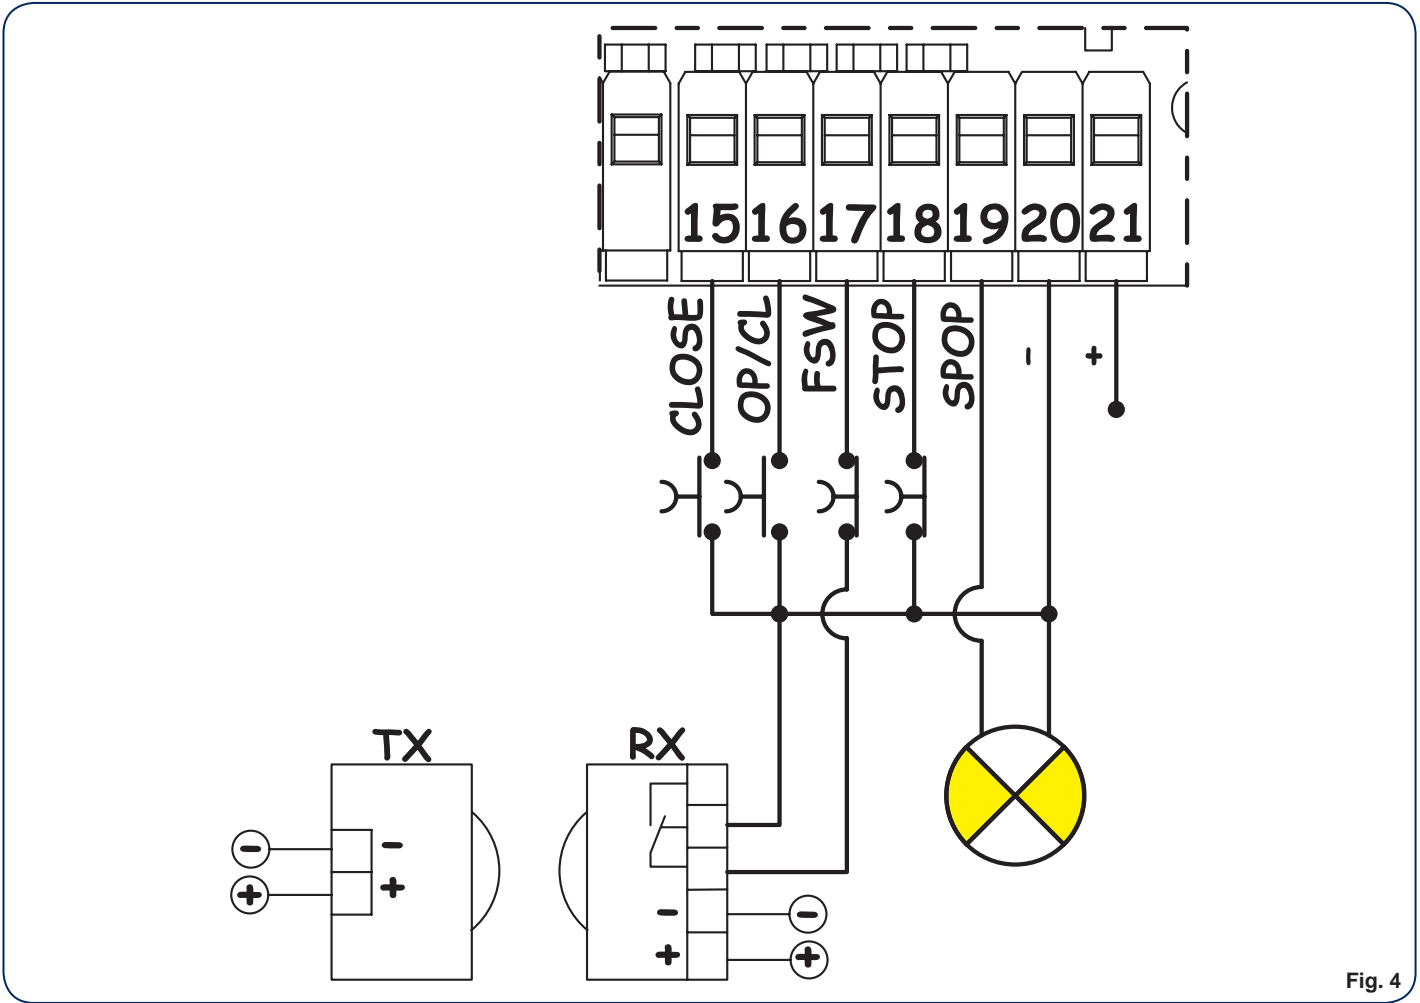 15 16 17 18 19 20 21
CLOSE
OP/CL
FSW
STOP
SPOP
-
+
TX
RX
- -
+ +
- -
+ +
Fig. 4